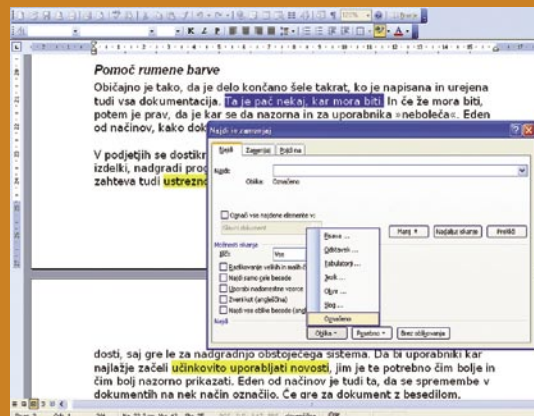 Pomoč rumene barve
Običajno je tako, da je delo končano šele takrat, ko je napisana in urejena
tudi vsa dokumentacija. Ta je pač nekaj, kar mora biti. In če že mora biti,
potem je prav, da je kar se da nazorna in za uporabnika »neboleča«. Eden
od načinov, kako dok
Najdi in zamenjaj
Najdi Zamenjaj Pojdi na
V podjetjih se dostikr
izdelki, nadgradi prog
zahteva tudi ustrezno
Najdi:
Oblika: Označeno
Označi vse najdene elemente v:
Glavni dokument
Manj Najdi naslednje Prekliči
Možnosti iskanja
Išči: Vse
Razlikovanje velikih in malih č
Najdi samo cele besede
Uporabi nadomestne vzorce
Zveni kot (angleščina)
Najdi vse oblike besede (ang
Najdi
Pisava ...
Odstavek ...
Tabulatorji ...
Jezik ...
Okvir ...
Slog ...
Označeno
Oblika Posebno Brez oblikovanja
dosti, saj gre le za nadgradnjo obstoječega sistema. Da bi uporabniki kar
najlažje začeli učinkovito uporabljati novosti, jim je te potrebno čim bolje in
čim bolj nazorno prikazati. Eden od načinov je tudi ta, da se spremembe v
dokumentih na nek način označijo. Če gre za dokument z besedilom,